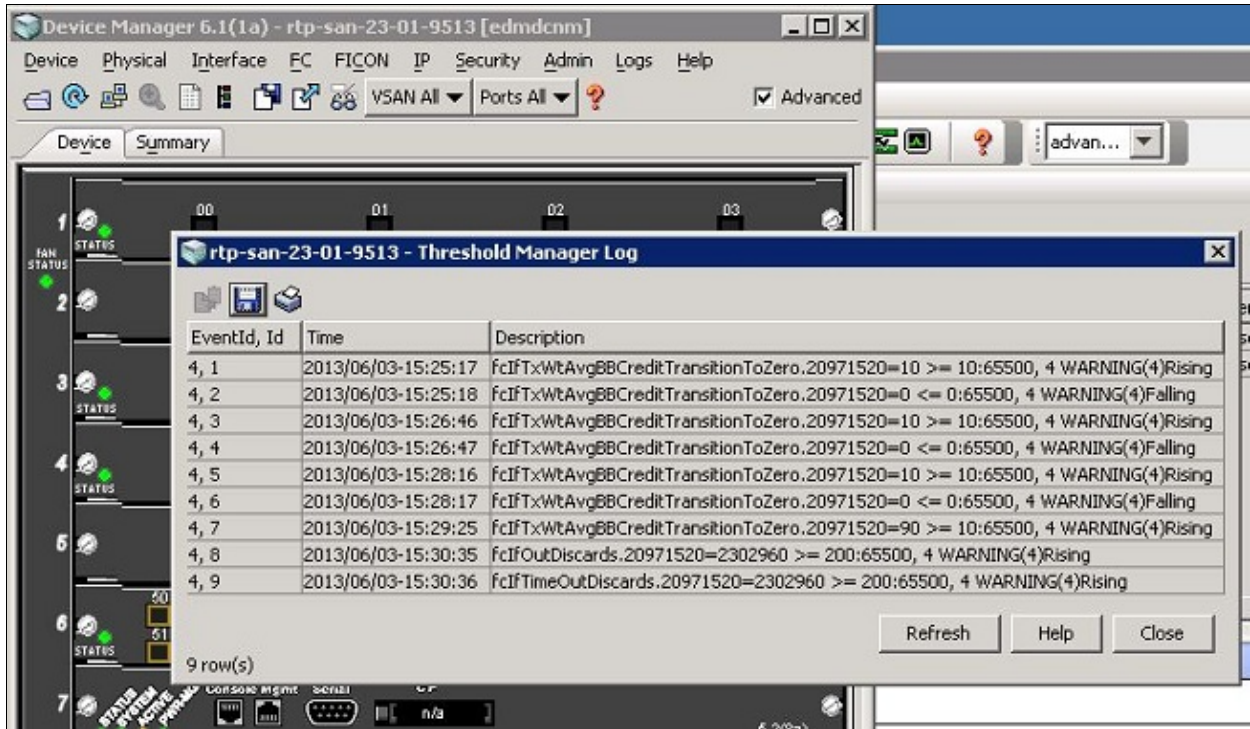 Device Manager 6.1(1a) - rtp-san-23-01-9513 [edmdcnm]
Device Physical Interface FC FICON IP Security Admin Logs Help
VSAN All Ports All Advanced
advan...
Device Summary
00 01 02 03
1
STATUS
FAN
STATUS
rtp-san-23-01-9513 - Threshold Manager Log
2
EventId, Id Time Description
4, 1 2013/06/03-15:25:17 fcIfTxWtAvgBBCreditTransitionToZero.20971520=10 >= 10:65500, 4 WARNING(4)Rising
4, 2 2013/06/03-15:25:18 fcIfTxWtAvgBBCreditTransitionToZero.20971520=0 <= 0:65500, 4 WARNING(4)Falling
3
STATUS
4, 3 2013/06/03-15:26:46 fcIfTxWtAvgBBCreditTransitionToZero.20971520=10 >= 10:65500, 4 WARNING(4)Rising
4, 4 2013/06/03-15:26:47 fcIfTxWtAvgBBCreditTransitionToZero.20971520=0 <= 0:65500, 4 WARNING(4)Falling
4
STATUS
4, 5 2013/06/03-15:28:16 fcIfTxWtAvgBBCreditTransitionToZero.20971520=10 >= 10:65500, 4 WARNING(4)Rising
4, 6 2013/06/03-15:28:17 fcIfTxWtAvgBBCreditTransitionToZero.20971520=0 <= 0:65500, 4 WARNING(4)Falling
4, 7 2013/06/03-15:29:25 fcIfTxWtAvgBBCreditTransitionToZero.20971520=90 >= 10:65500, 4 WARNING(4)Rising
5
4, 8 2013/06/03-15:30:35 fcIfOutDiscards.20971520=2302960 >= 200:65500, 4 WARNING(4)Rising
4, 9 2013/06/03-15:30:36 fcIfTimeOutDiscards.20971520=2302960 >= 200:65500, 4 WARNING(4)Rising
50
6
51
STATUS
Refresh Help Close
9 row(s)
7
STATUS
SYSTEM
ACTIVE
PWR-MG
Console Mgmt Serial CF
n/a